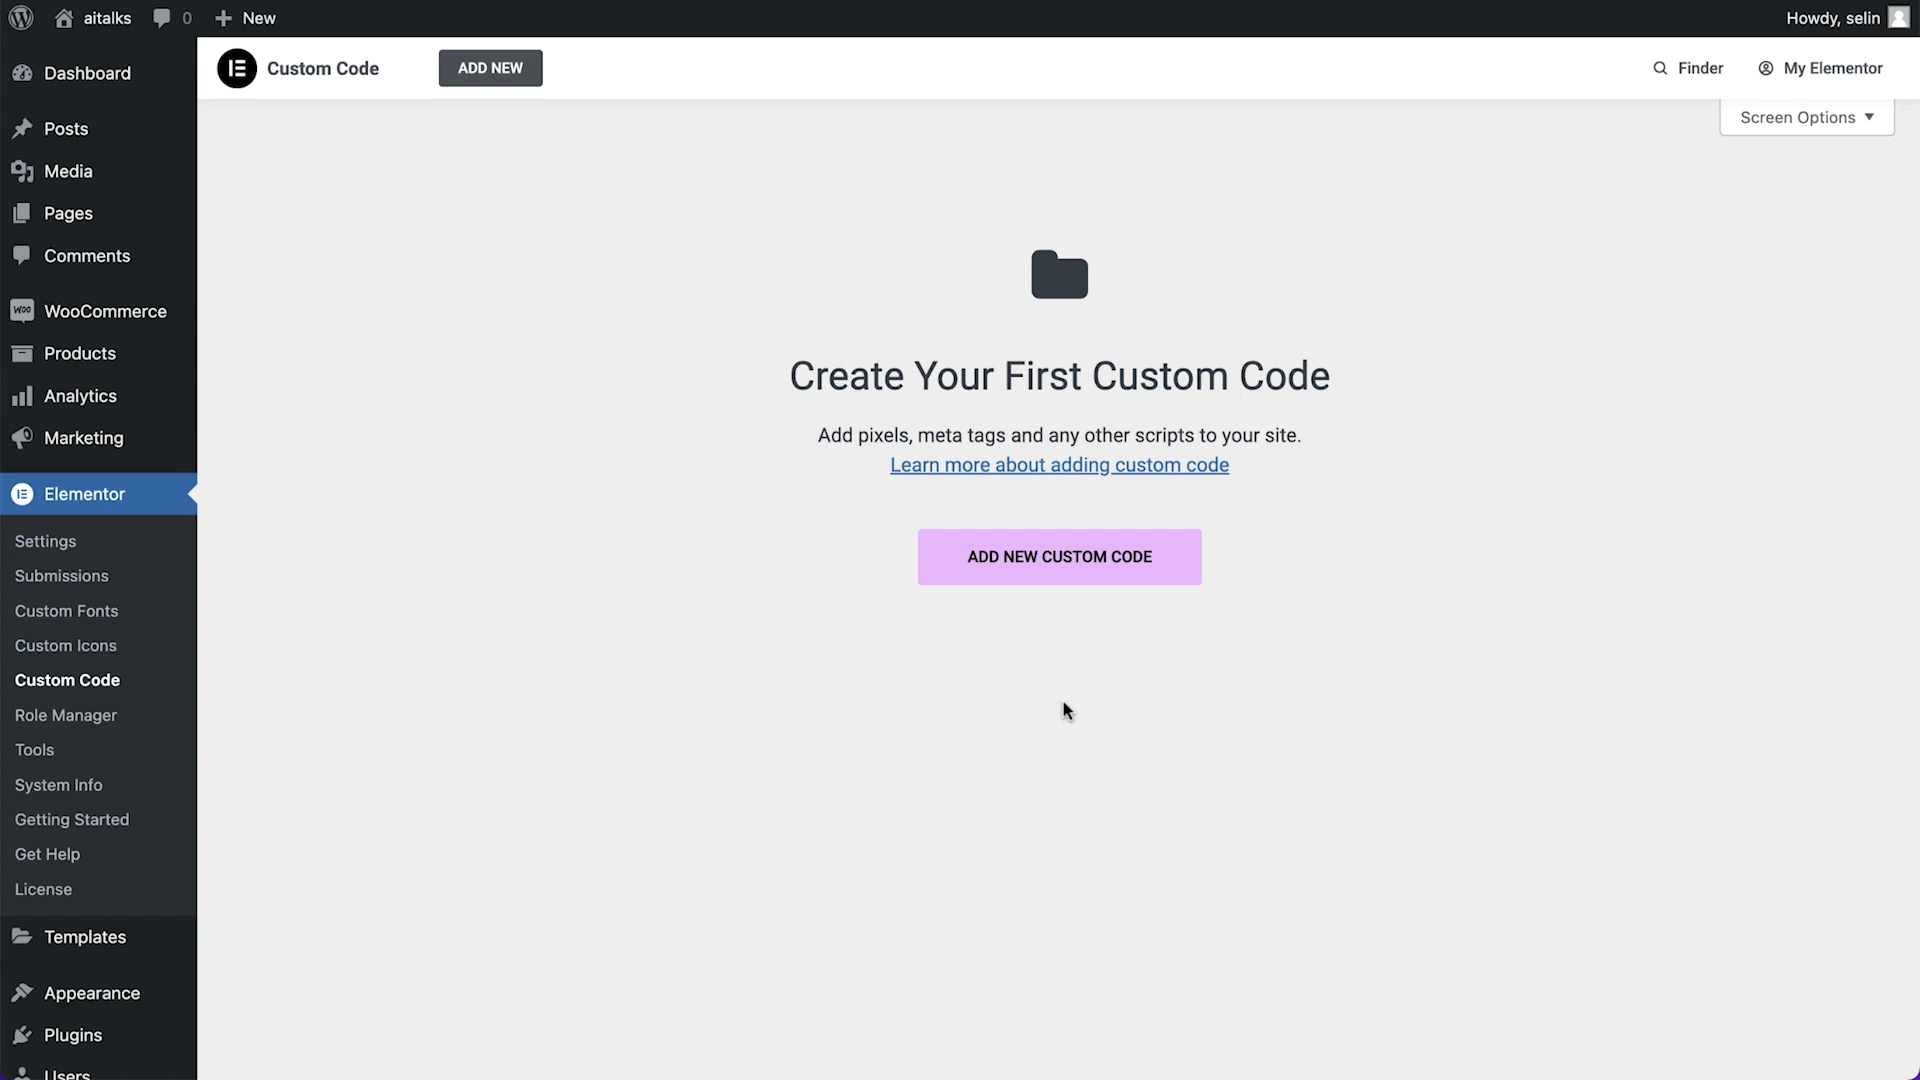 aitalks
0
New
Howdy, selin
Dashboard
Posts
Media
Pages
Comments
WooCommerce
Products
Analytics
Marketing
Elementor
Settings
Submissions
Custom Fonts
Custom Icons
Custom Code
Role Manager
Tools
System Info
Getting Started
Get Help
License
Templates
Appearance
Plugins
Users
Custom Code
ADD NEW
Finder
My Elementor
Screen Options
Create Your First Custom Code
Add pixels, meta tags and any other scripts to your site.
Learn more about adding custom code
ADD NEW CUSTOM CODE